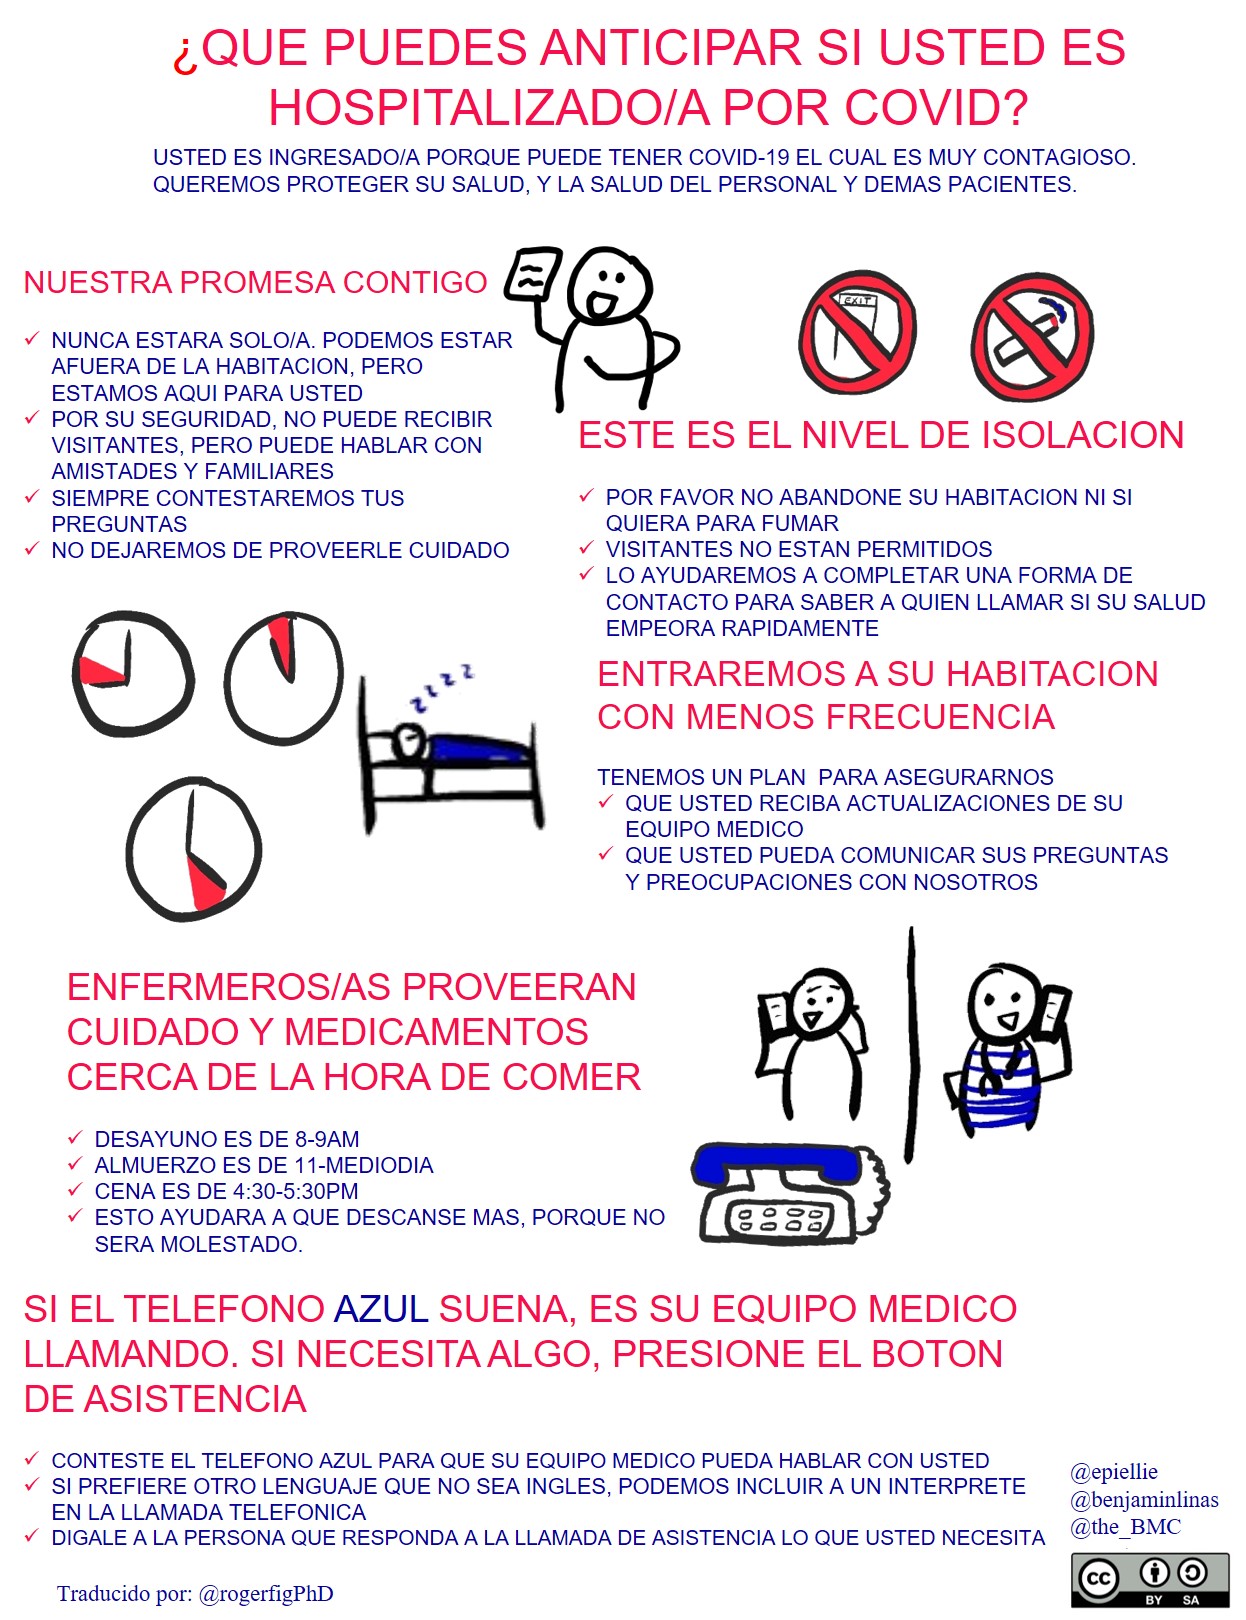 ¿QUE PUEDES ANTICIPAR SI USTED ES
HOSPITALIZADO/A POR COVID?
USTED ES INGRESADO/A PORQUE PUEDE TENER COVID-19 EL CUAL ES MUY CONTAGIOSO.
QUEREMOS PROTEGER SU SALUD, Y LA SALUD DEL PERSONAL Y DEMAS PACIENTES.
NUESTRA PROMESA CONTIGO
✓ NUNCA ESTARA SOLO/A. PODEMOS ESTAR
AFUERA DE LA HABITACION, PERO
ESTAMOS AQUI PARA USTED
✓ POR SU SEGURIDAD, NO PUEDE RECIBIR
VISITANTES, PERO PUEDE HABLAR CON
AMISTADES Y FAMILIARES
✓ SIEMPRE CONTESTAREMOS TUS
PREGUNTAS
✓ NO DEJAREMOS DE PROVEERLE CUIDADO
EXIT
ESTE ES EL NIVEL DE ISOLACION
✓ POR FAVOR NO ABANDONE SU HABITACION NI SI
QUIERA PARA FUMAR
✓ VISITANTES NO ESTAN PERMITIDOS
✓ LO AYUDAREMOS A COMPLETAR UNA FORMA DE
CONTACTO PARA SABER A QUIEN LLAMAR SI SU SALUD
EMPEORA RAPIDAMENTE
zzzz
ENTRAREMOS A SU HABITACION
CON MENOS FRECUENCIA
TENEMOS UN PLAN PARA ASEGURARNOS
✓ QUE USTED RECIBA ACTUALIZACIONES DE SU
EQUIPO MEDICO
✓ QUE USTED PUEDA COMUNICAR SUS PREGUNTAS
Y PREOCUPACIONES CON NOSOTROS
ENFERMEROS/AS PROVEERAN
CUIDADO Y MEDICAMENTOS
CERCA DE LA HORA DE COMER
✓ DESAYUNO ES DE 8-9AM
✓ ALMUERZO ES DE 11-MEDIODIA
✓ CENA ES DE 4:30-5:30PM
✓ ESTO AYUDARA A QUE DESCANSE MAS, PORQUE NO
SERA MOLESTADO.
SI EL TELEFONO AZUL SUENA, ES SU EQUIPO MEDICO
LLAMANDO. SI NECESITA ALGO, PRESIONE EL BOTON
DE ASISTENCIA
✓ CONTESTE EL TELEFONO AZUL PARA QUE SU EQUIPO MEDICO PUEDA HABLAR CON USTED
✓ SI PREFIERE OTRO LENGUAJE QUE NO SEA INGLES, PODEMOS INCLUIR A UN INTERPRETE
EN LA LLAMADA TELEFONICA
✓ DIGALE A LA PERSONA QUE RESPONDA A LA LLAMADA DE ASISTENCIA LO QUE USTED NECESITA
@epiellie
@benjaminlinas
@the_BMC
cc BY SA
Traducido por: @rogerfigPhD